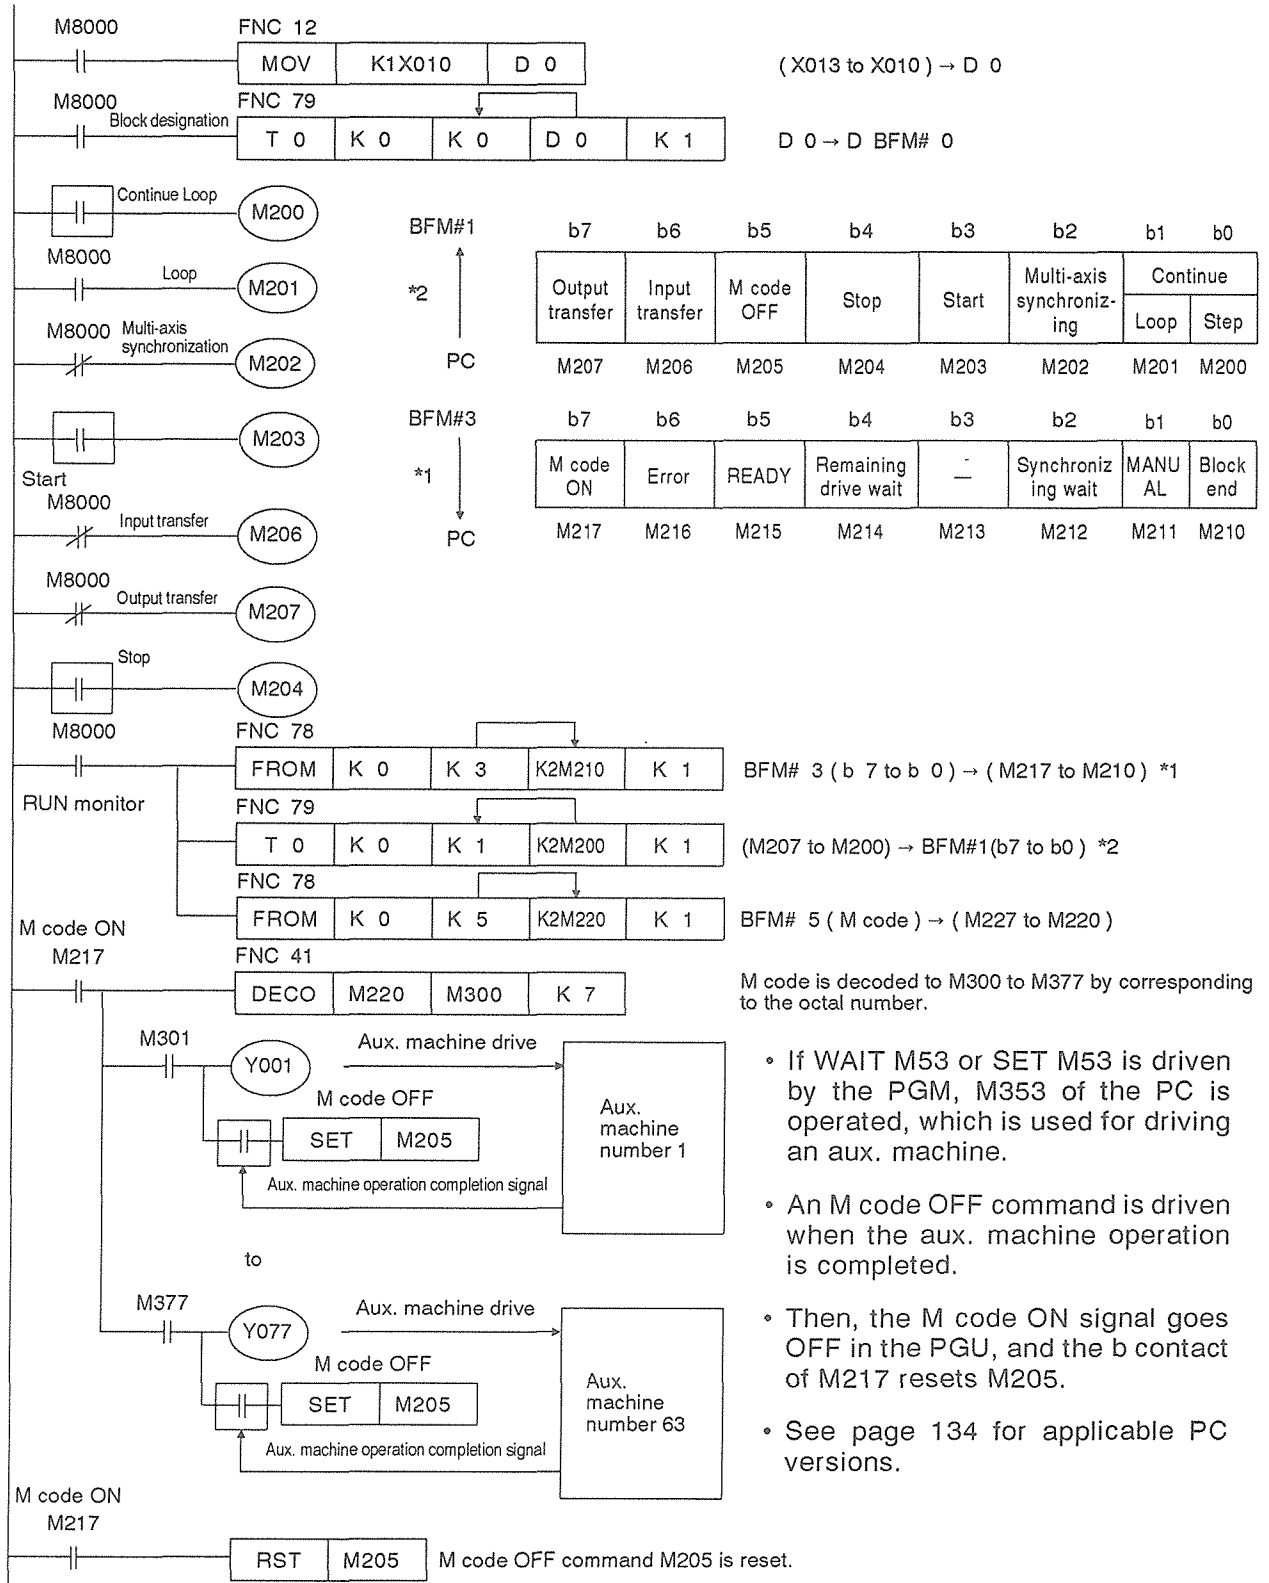 M8000
FNC 12
MOV K1X010 D 0
( X013 to X010 ) → D 0
M8000
Block designation
FNC 79
T 0 K 0 K 0 D 0 K 1
D 0 → D BFM# 0
Continue Loop
M200
M8000
Loop
M201
M8000
Multi-axis
synchronization
M202
BFM#1
*2
PC
b7 b6 b5 b4 b3 b2 b1 b0
Output
transfer
Input
transfer
M code
OFF
Stop
Start
Multi-axis
synchroniz-
ing
Continue
Loop
Step
M207 M206 M205 M204 M203 M202 M201 M200
Start
M203
BFM#3
*1
PC
b7 b6 b5 b4 b3 b2 b1 b0
M code
ON
Error
READY
Remaining
drive wait
—
Synchroniz
ing wait
MANU
AL
Block
end
M217 M216 M215 M214 M213 M212 M211 M210
M8000
Input transfer
M206
M8000
Output transfer
M207
Stop
M204
M8000
RUN monitor
FNC 78
FROM K 0 K 3 K2M210 K 1
BFM# 3 ( b 7 to b 0 ) → ( M217 to M210 ) *1
FNC 79
T 0 K 0 K 1 K2M200 K 1
(M207 to M200) → BFM#1(b7 to b0 ) *2
FNC 78
FROM K 0 K 5 K2M220 K 1
BFM# 5 ( M code ) → ( M227 to M220 )
M code ON
M217
FNC 41
DECO M220 M300 K 7
M code is decoded to M300 to M377 by corresponding
to the octal number.
M301
Y001
Aux. machine drive
M code OFF
SET M205
Aux. machine operation completion signal
Aux.
machine
number 1
to
M377
Y077
Aux. machine drive
M code OFF
SET M205
Aux. machine operation completion signal
Aux.
machine
number 63
• If WAIT M53 or SET M53 is driven
by the PGM, M353 of the PC is
operated, which is used for driving
an aux. machine.
• An M code OFF command is driven
when the aux. machine operation
is completed.
• Then, the M code ON signal goes
OFF in the PGU, and the b contact
of M217 resets M205.
• See page 134 for applicable PC
versions.
M code ON
M217
RST M205
M code OFF command M205 is reset.